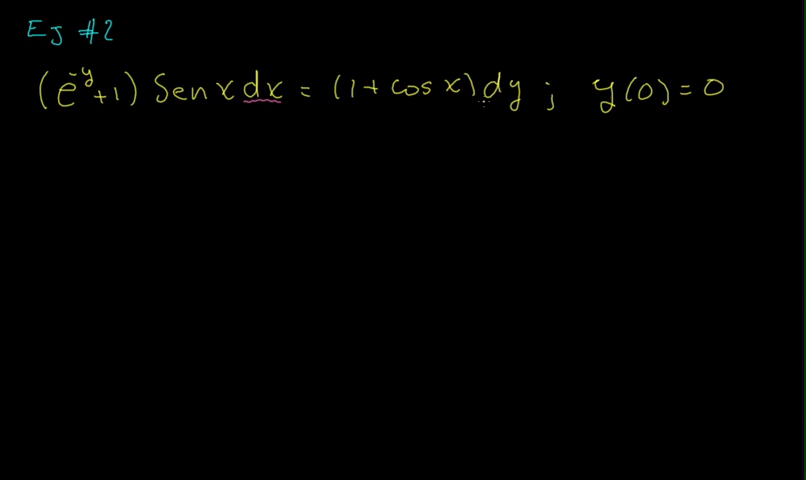 Ej #2
(e^{-y}+1) Sen x dx = (1 + cos x) dy ; y(0) = 0